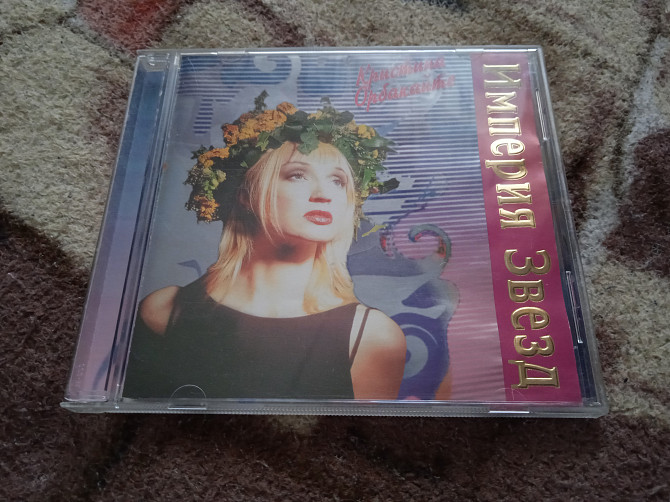 Кристина
Орбакайте
Империя Звезд